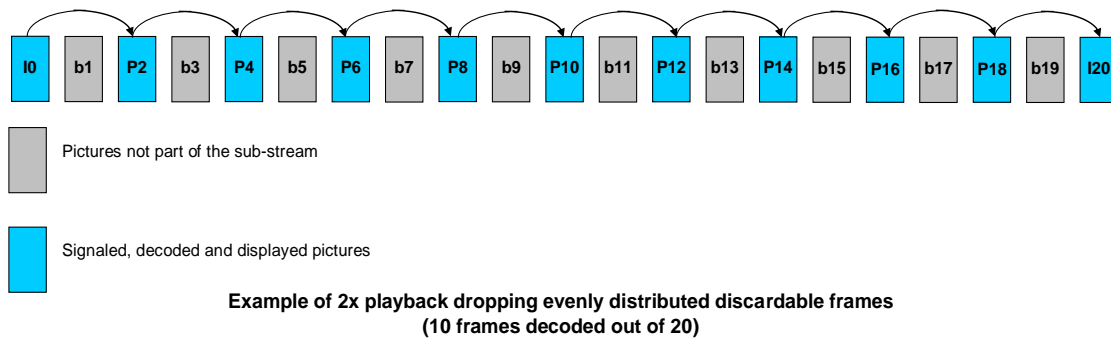 I0 b1 P2 b3 P4 b5 P6 b7 P8 b9 P10 b11 P12 b13 P14 b15 P16 b17 P18 b19 I20
Pictures not part of the sub-stream
Signaled, decoded and displayed pictures
Example of 2x playback dropping evenly distributed discardable frames
(10 frames decoded out of 20)